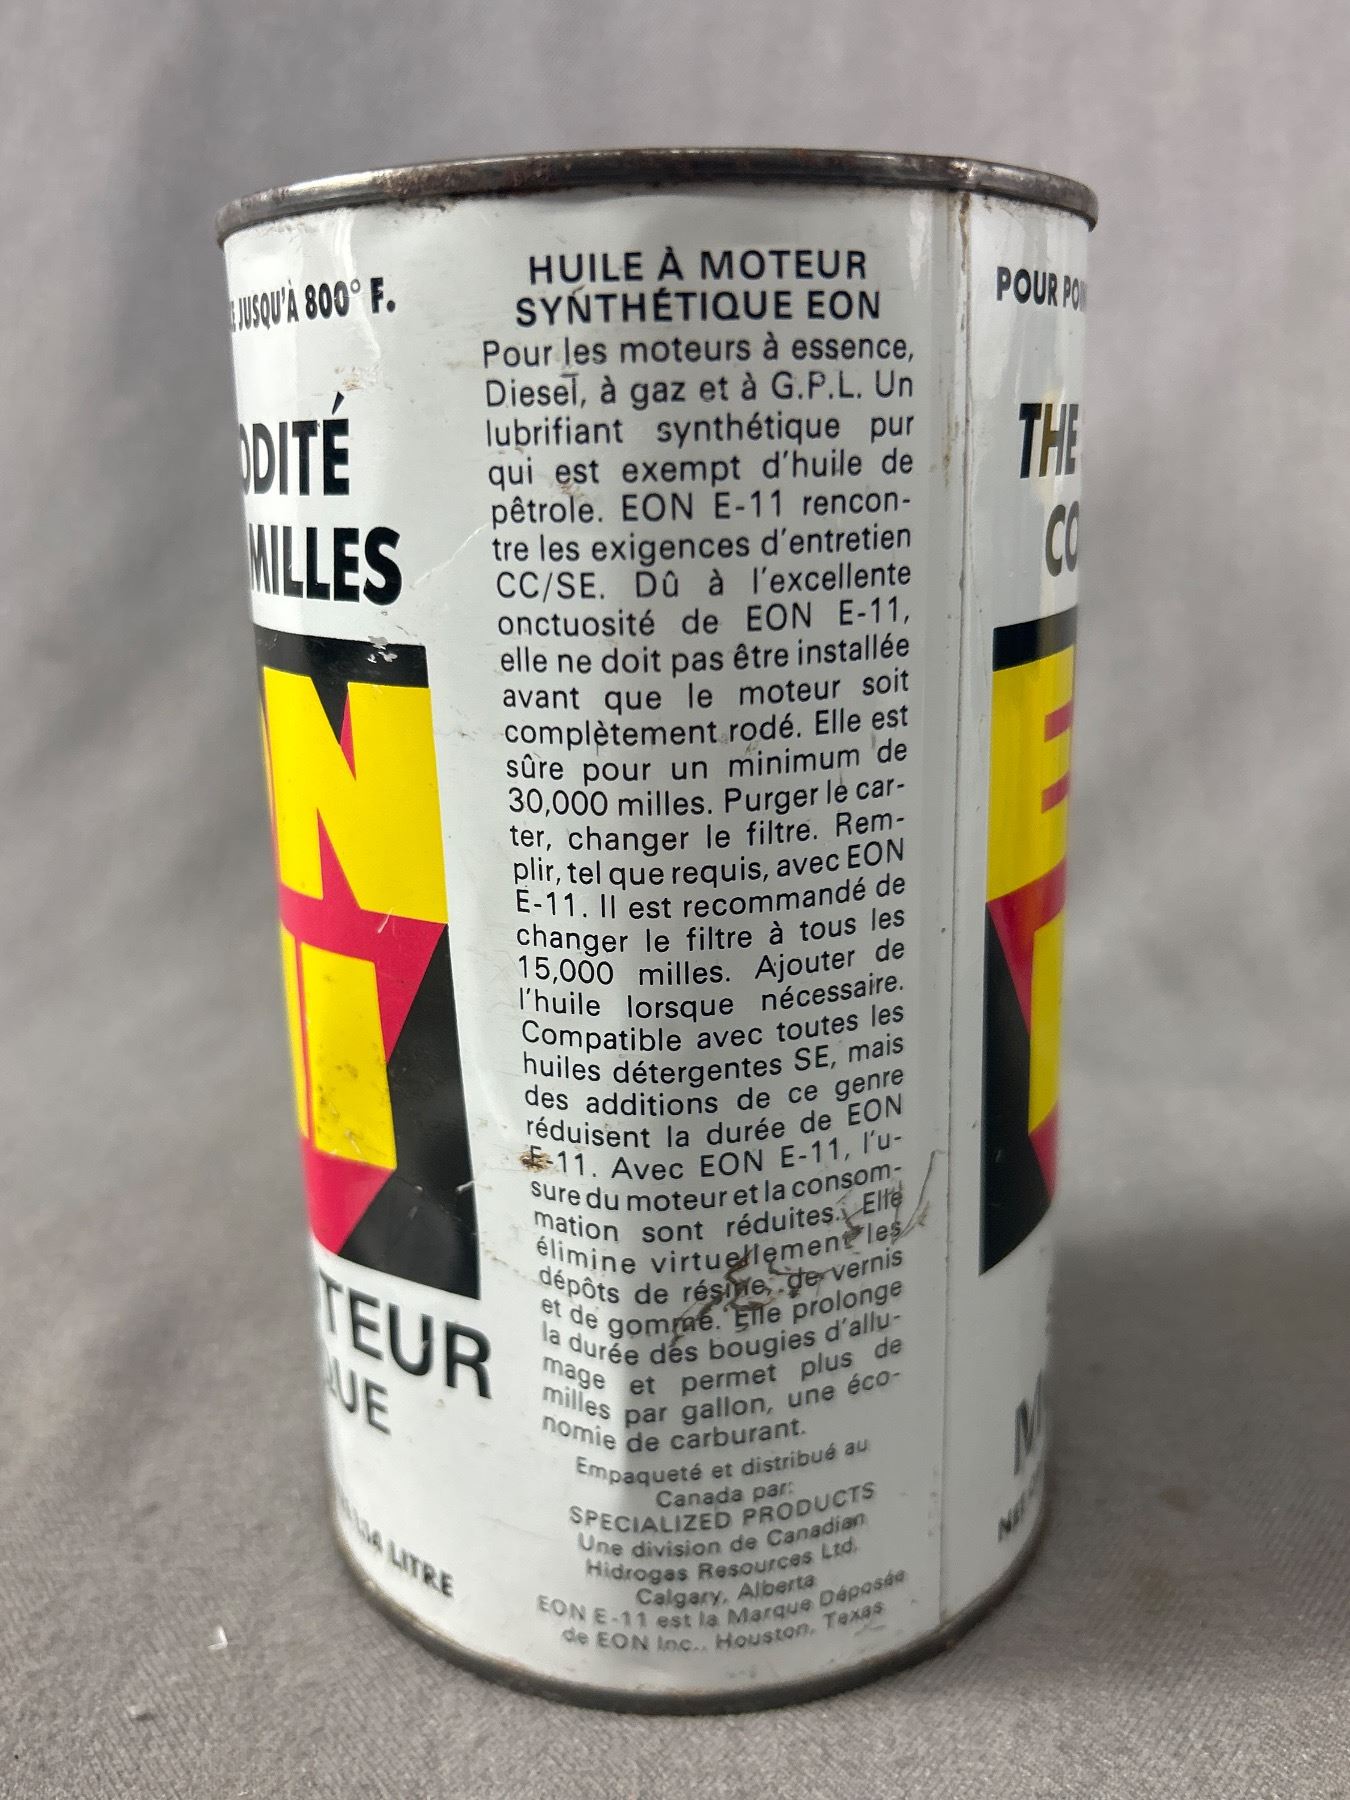 JUSQU'À 800° F.
MILLES
HUILE À MOTEUR
SYNTHÉTIQUE EON
Pour les moteurs à essence,
Diesel, à gaz et à G.P.L. Un
lubrifiant synthétique pur
qui est exempt d'huile de
pêtrole. EON E-11 rencon-
tre les exigences d'entretien
CC/SE. Dû à l'excellente
onctuosité de EON E-11,
elle ne doit pas être installée
avant que le moteur soit
complètement rodé. Elle est
sûre pour un minimum de
30,000 milles. Purger le car-
ter, changer le filtre. Rem-
plir, tel que requis, avec EON
E-11. Il est recommandé de
changer le filtre à tous les
15,000 milles. Ajouter de
l'huile lorsque nécessaire.
Compatible avec toutes les
huiles détergentes SE, mais
des additions de ce genre
réduisent la durée de EON
E-11. Avec EON E-11, l'u-
sure du moteur et la consom-
mation sont réduites. Elle
élimine virtuellement les
dépôts de résine, de vernis
et de gomme. Elle prolonge
la durée des bougies d'allu-
mage et permet plus de
milles par gallon, une éco-
nomie de carburant.
Empaqueté et distribué au
Canada par:
SPECIALIZED PRODUCTS
Une division de Canadian
Hidrogas Resources Ltd.
Calgary, Alberta
EON E-11 est la Marque Déposée
de EON Inc., Houston, Texas
LITRE
POUR
THE